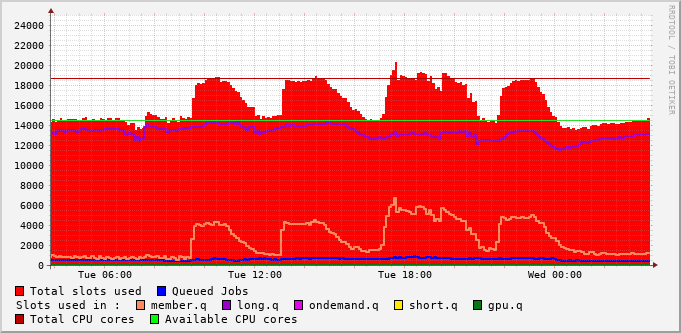 24000
22000
20000
18000
16000
14000
12000
10000
8000
6000
4000
2000
0
Tue 06:00 Tue 12:00 Tue 18:00 Wed 00:00
Total slots used Queued Jobs
Slots used in : member.q long.q ondemand.q short.q gpu.q
Total CPU cores Available CPU cores
RRDTOOL / TOBI OETIKER